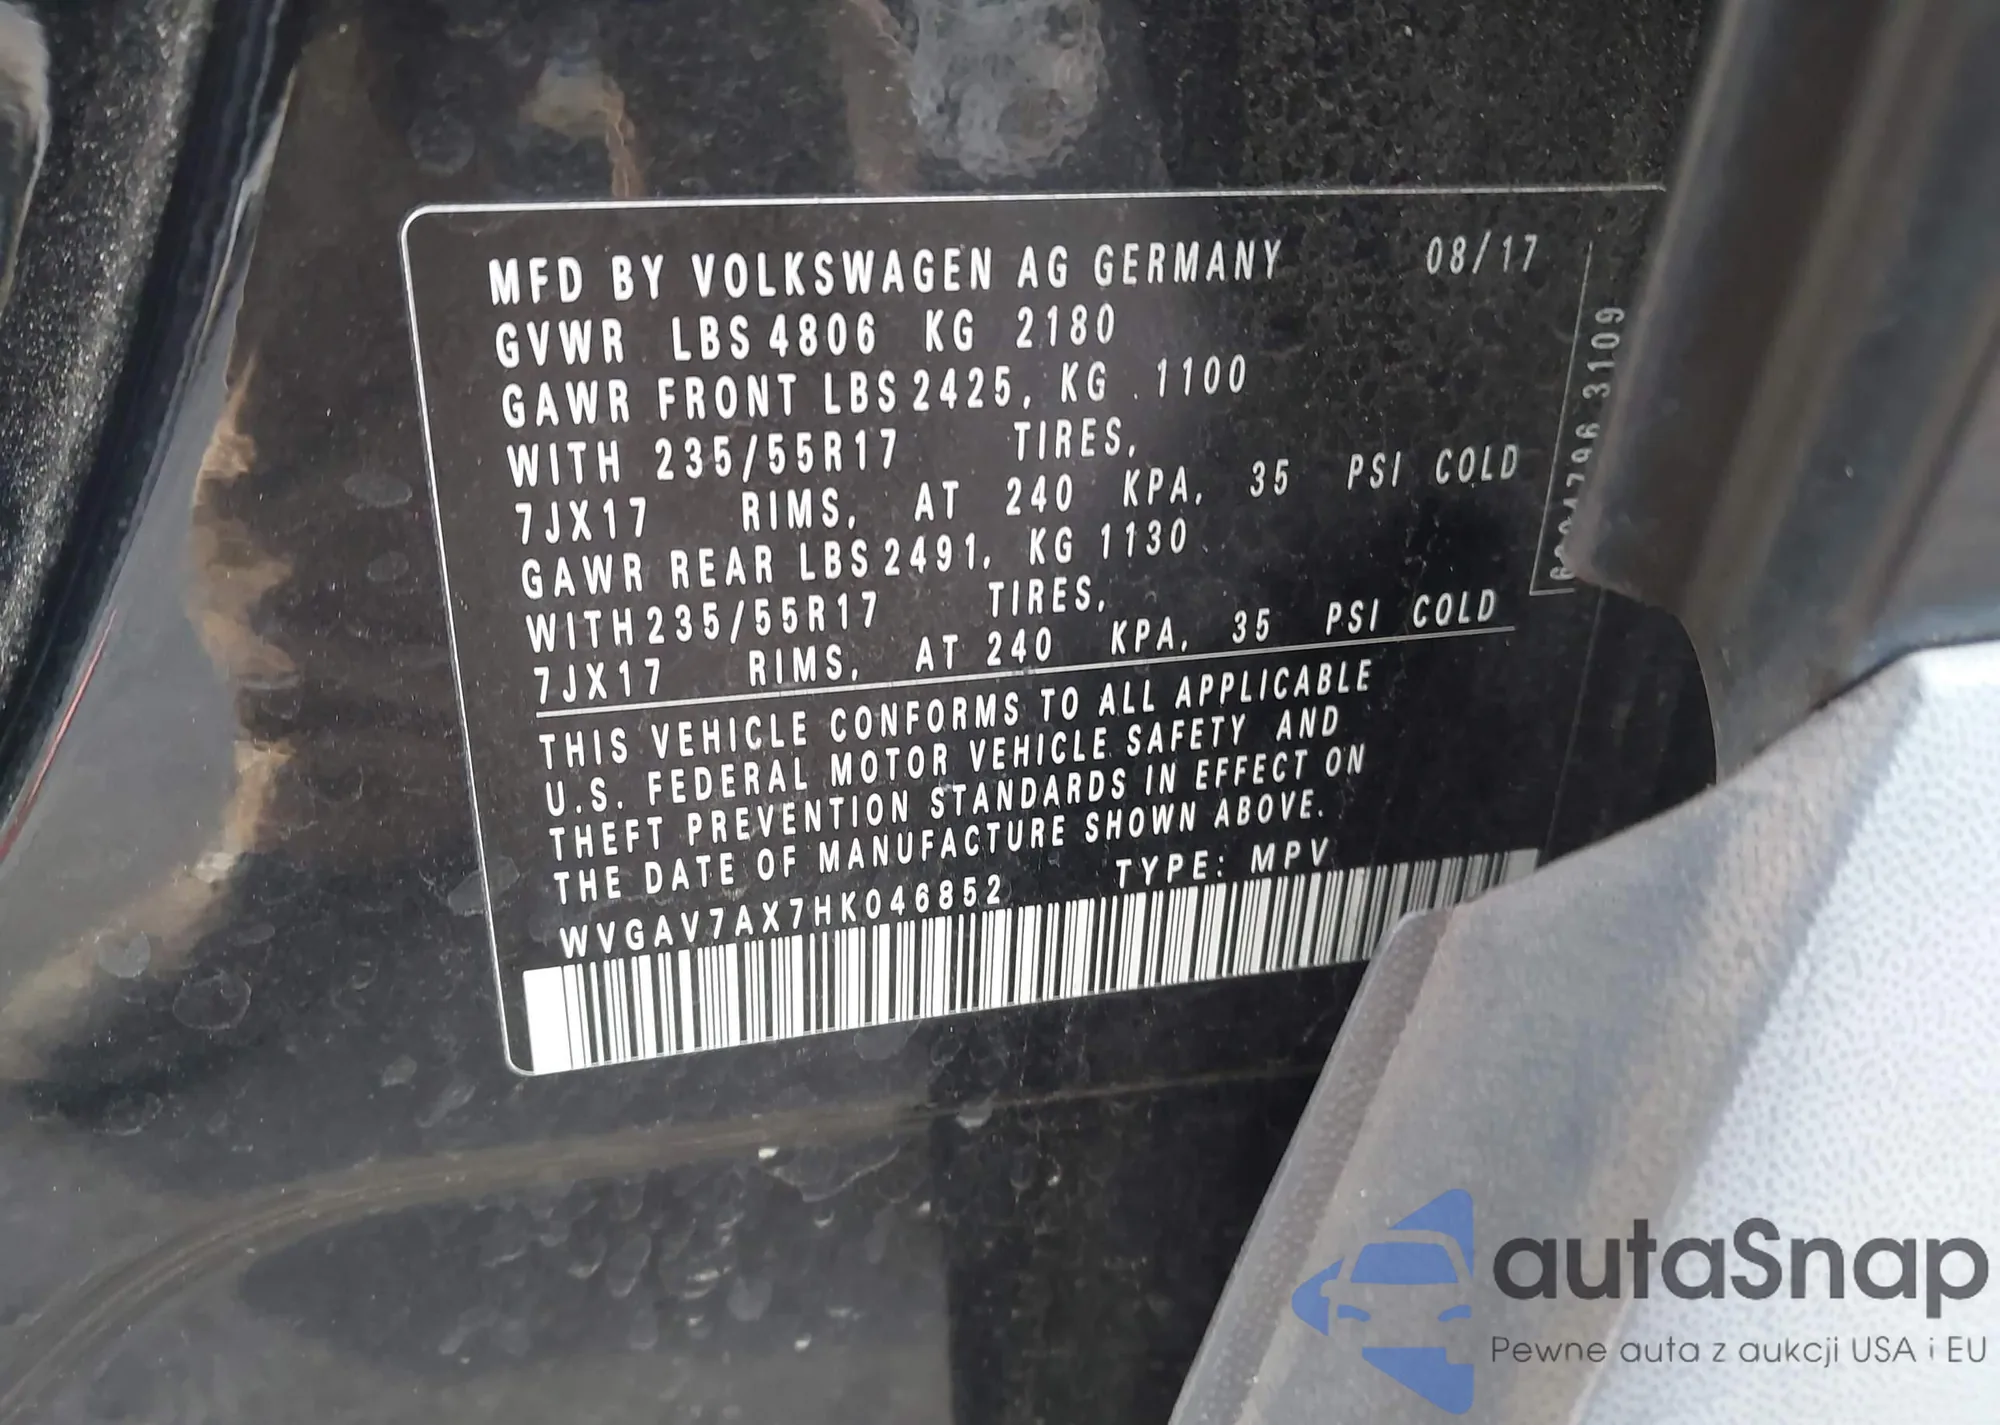 MFD BY VOLKSWAGEN AG GERMANY 08/17
GVWR LBS 4806 KG 2180
GAWR FRONT LBS 2425, KG 1100
WITH 235/55R17 TIRES,
7JX17 RIMS, AT 240 KPA, 35 PSI COLD
GAWR REAR LBS 2491, KG 1130
WITH 235/55R17 TIRES,
7JX17 RIMS, AT 240 KPA, 35 PSI COLD
THIS VEHICLE CONFORMS TO ALL APPLICABLE
U.S. FEDERAL MOTOR VEHICLE SAFETY AND
THEFT PREVENTION STANDARDS IN EFFECT ON
THE DATE OF MANUFACTURE SHOWN ABOVE.
WVGAV7AX7HK046852 TYPE: MPV
3109
autaSnap
Pewne auta z aukcji USA i EU